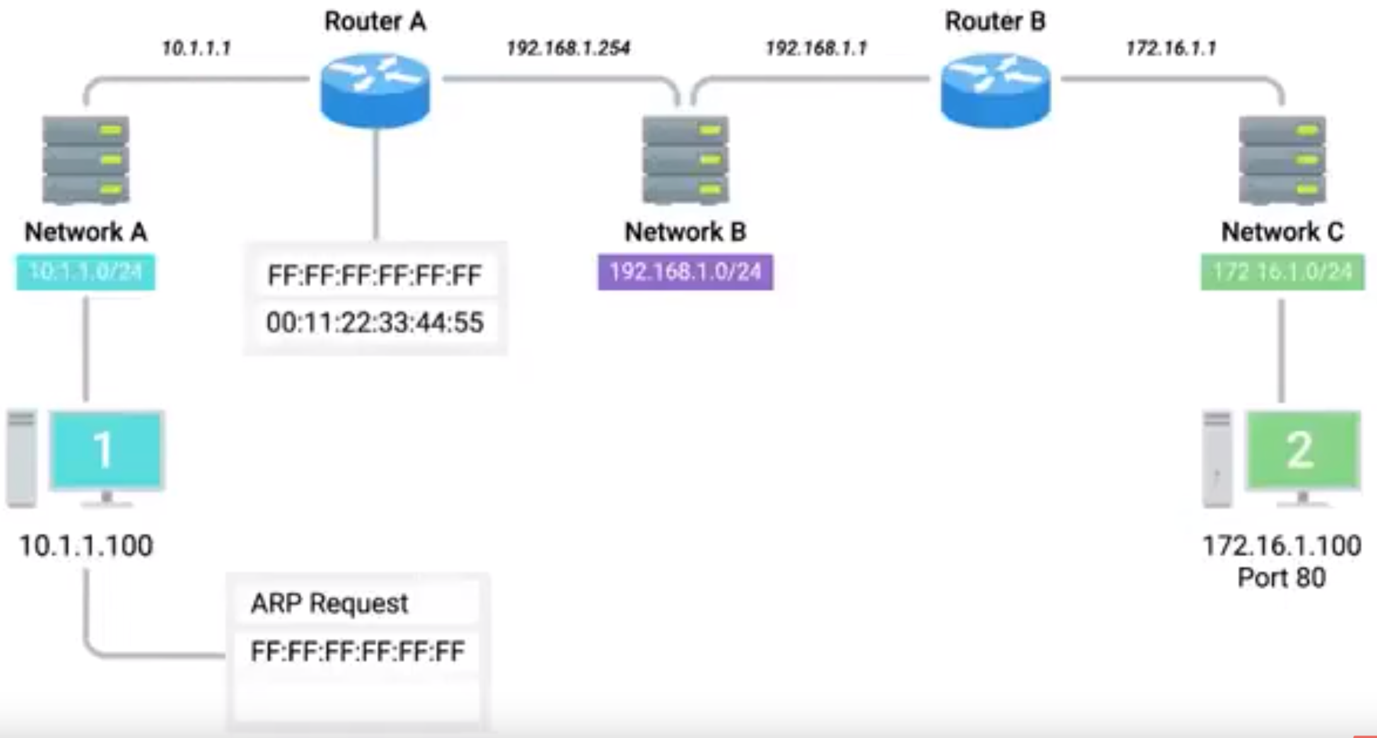 Router A
Router B
10.1.1.1
192.168.1.254
192.168.1.1
172.16.1.1
Network A
10.1.1.0/24
FF:FF:FF:FF:FF:FF
00:11:22:33:44:55
Network B
192.168.1.0/24
Network C
172 16.1.0/24
1
10.1.1.100
2
172.16.1.100
Port 80
ARP Request
FF:FF:FF:FF:FF:FF